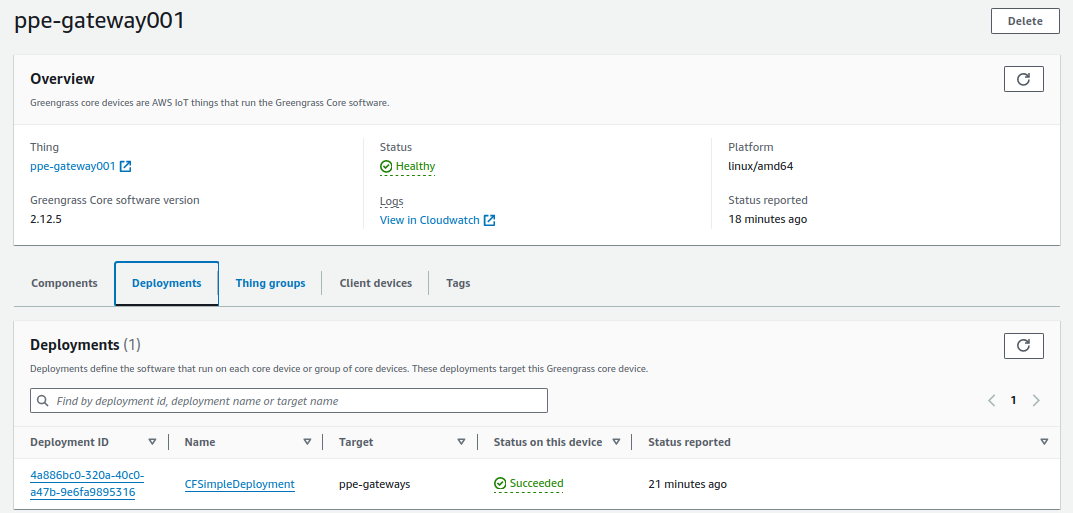 ppe-gateway001
Delete
Overview
Greengrass core devices are AWS IoT things that run the Greengrass Core software.
Thing
Status
Platform
ppe-gateway001
Healthy
linux/amd64
Greengrass Core software version
Logs
Status reported
2.12.5
View in Cloudwatch
18 minutes ago
Components
Deployments
Thing groups
Client devices
Tags
Deployments (1)
Deployments define the software that run on each core device or group of core devices. These deployments target this Greengrass core device.
Find by deployment id, deployment name or target name
1
Deployment ID
Name
Target
Status on this device
Status reported
4a886bc0-320a-40c0-
a47b-9e6fa9895316
CFSimpleDeployment
ppe-gateways
Succeeded
21 minutes ago